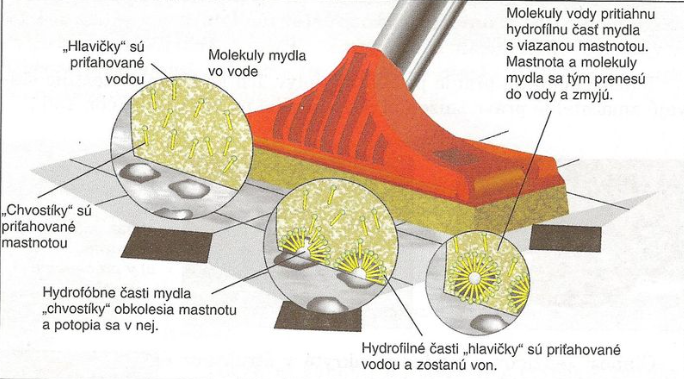 „Hlavičky“ sú
priťahované
vodou
Molekuly mydla
vo vode
Molekuly vody pritiahnu
hydrofílnu časť mydla
s viazanou mastnotou.
Mastnota a molekuly
mydla sa tým prenesú
do vody a zmyjú.
„Chvostíky“ sú
priťahované
mastnotou
Hydrofóbne časti mydla
„chvostíky“ obkolesia mastnotu
a potopia sa v nej.
Hydrofilné časti „hlavičky“ sú priťahované
vodou a zostanú von.